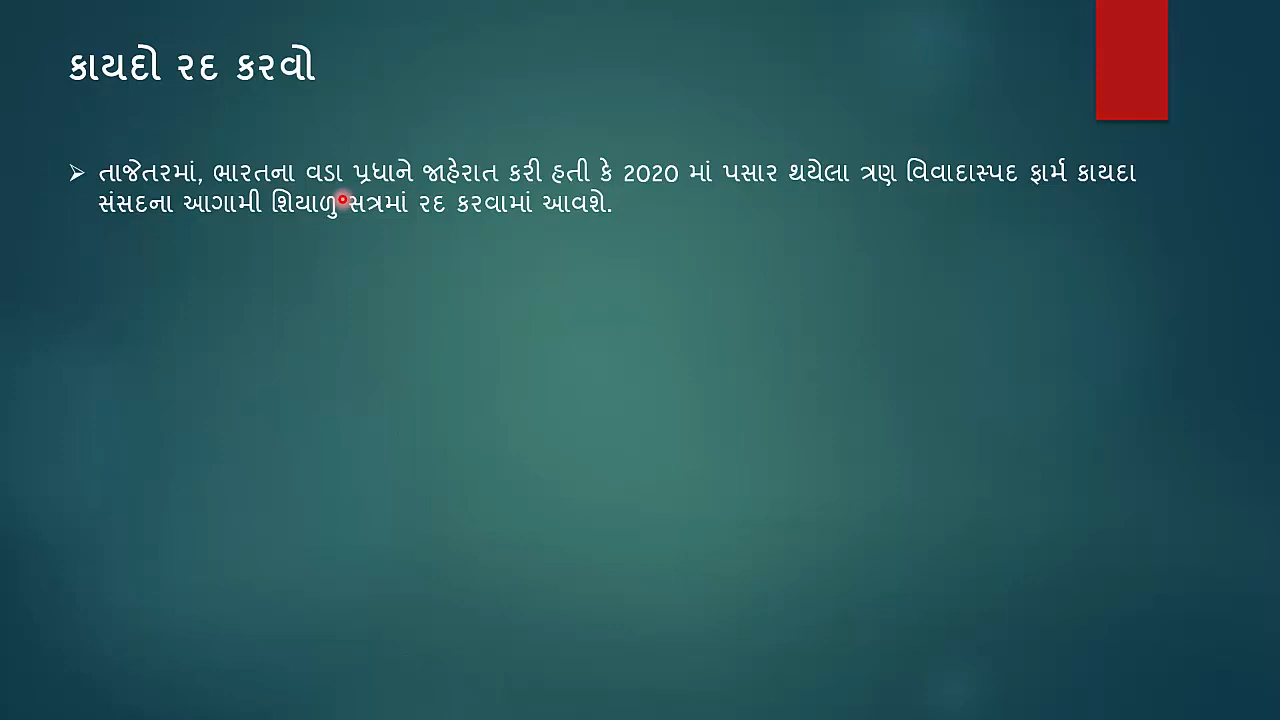 કાયદો રદ કરવો
તાજેતરમાં, ભારતના વડા પ્રધાને જાહેરાત કરી હતી કે 2020 માં પસાર થયેલા ત્રણ વિવાદાસ્પદ ફાર્મ કાયદા
સંસદના આગામી શિયાળુ સત્રમાં રદ કરવામાં આવશે.